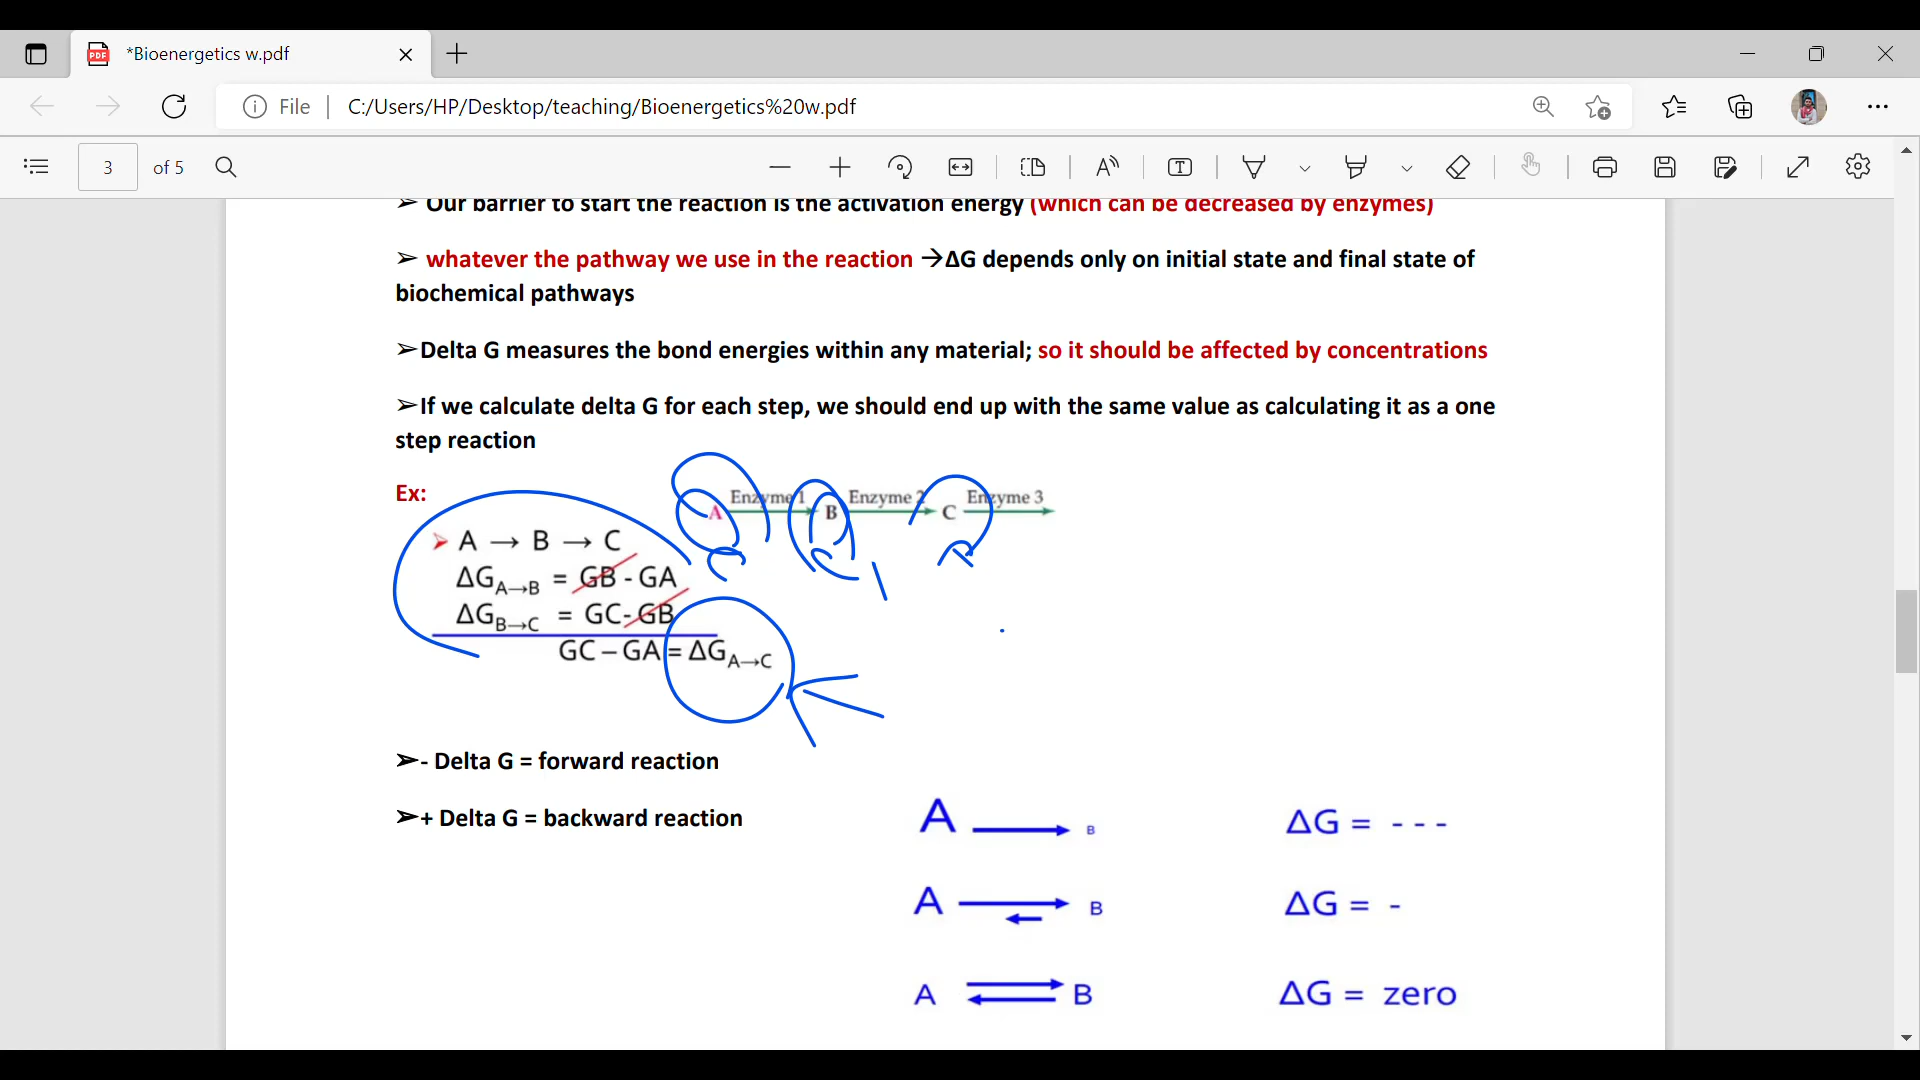 *Bioenergetics w.pdf
File
C:/Users/HP/Desktop/teaching/Bioenergetics%20w.pdf
3 of 5
➢ Our barrier to start the reaction is the activation energy (which can be decreased by enzymes)
➢ whatever the pathway we use in the reaction →ΔG depends only on initial state and final state of
biochemical pathways
➢Delta G measures the bond energies within any material; so it should be affected by concentrations
➢If we calculate delta G for each step, we should end up with the same value as calculating it as a one
step reaction
Ex:
A Enzyme 1 B Enzyme 2 C Enzyme 3
➢ A → B → C
ΔG A→B = GB - GA
ΔG B→C = GC- GB
GC – GA = ΔG A→C
➢- Delta G = forward reaction
➢+ Delta G = backward reaction
A → B ΔG = - - -
A B ΔG = -
A B ΔG = zero